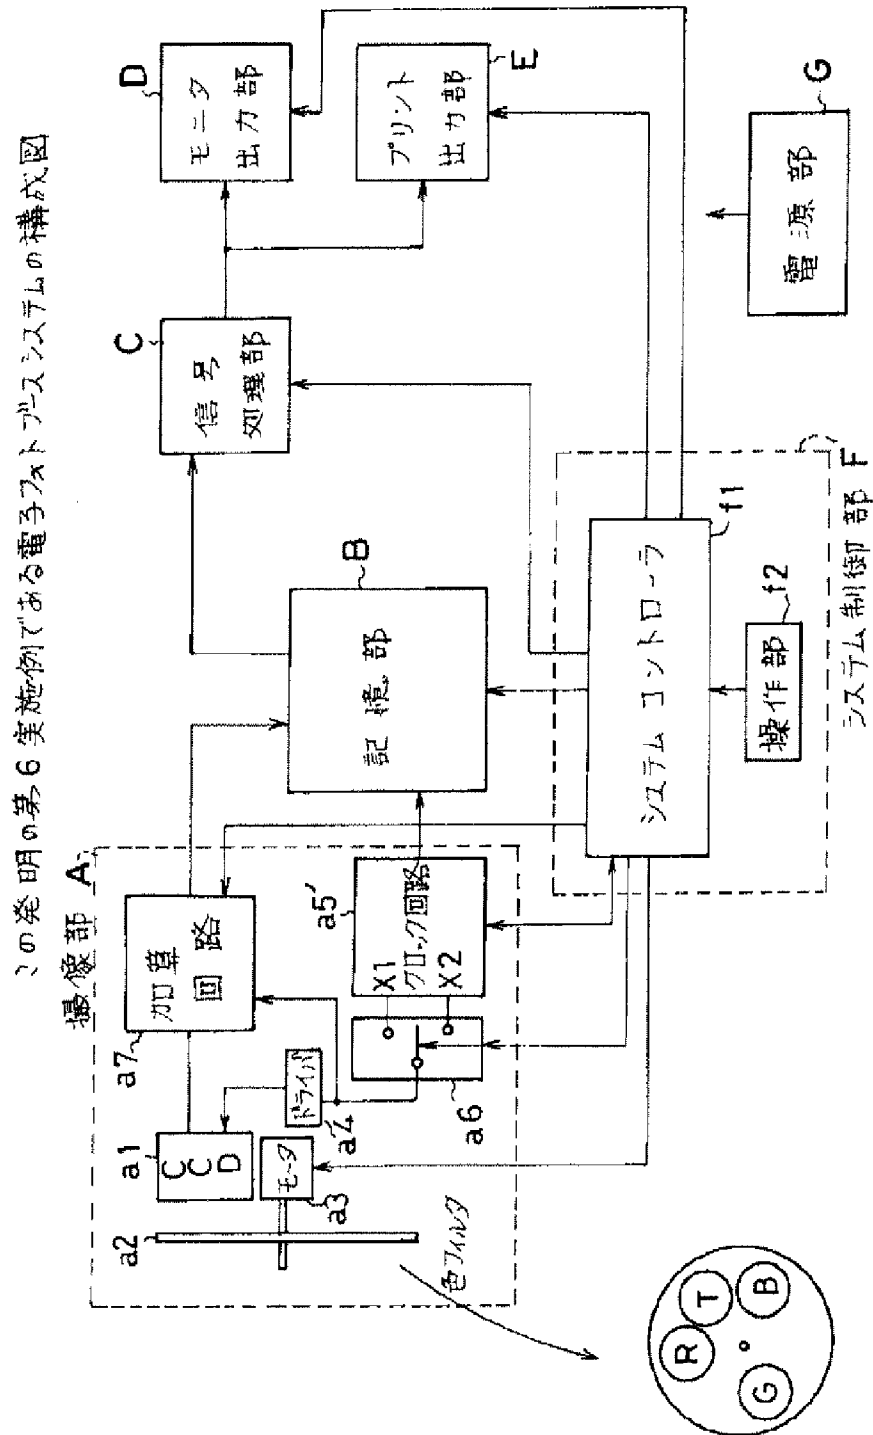 この発明の第6実施例である電子フォトブースシステムの構成図
撮像部 A
a7
加算
回路
a1
CCD
a2
a3
モータ
a4
ドライバ
a5′
X1
クロック回路
X2
a6
色フィルタ
R
T
G
B
B
記憶部
C
信号
処理部
D
モニタ
出力部
E
プリント
出力部
f1
システムコントローラ
f2
操作部
システム制御部 F
G
電源部